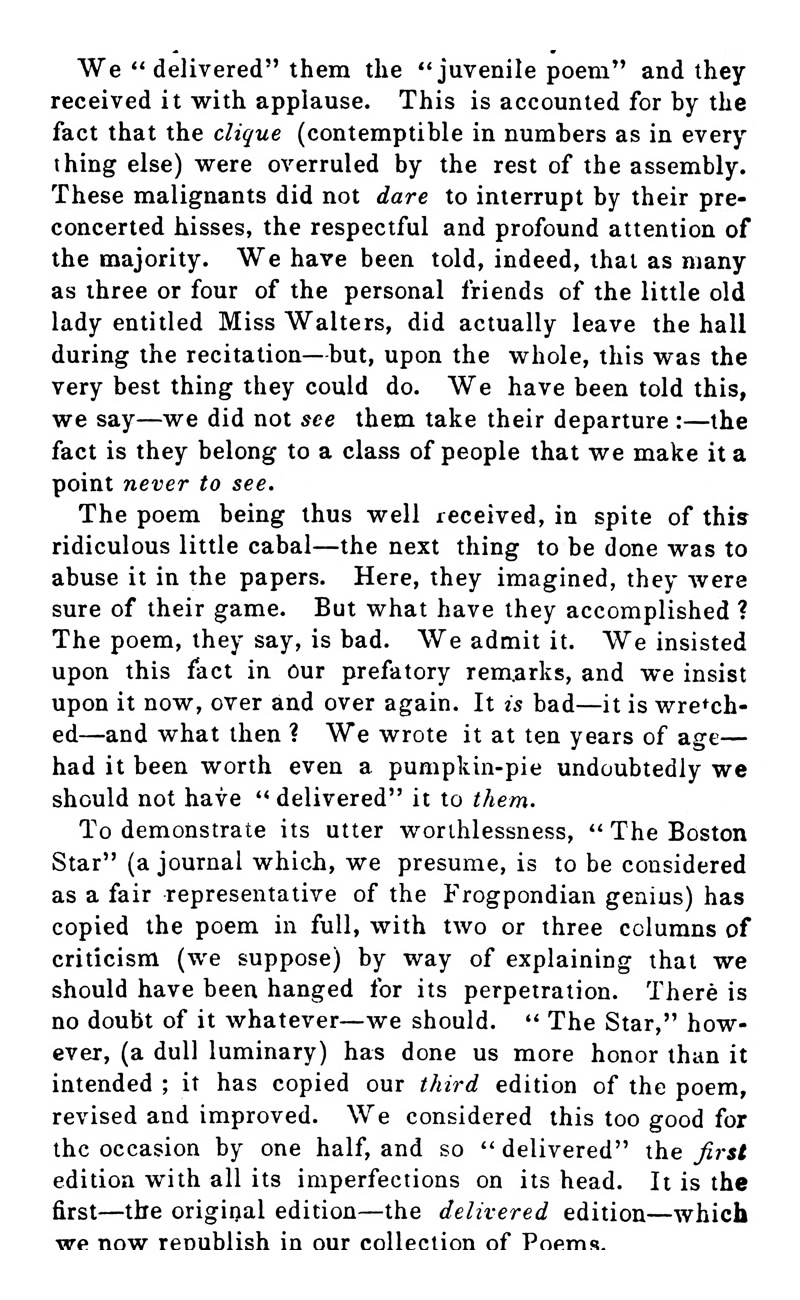 We “delivered” them the “juvenile poem” and they
received it with applause. This is accounted for by the
fact that the clique (contemptible in numbers as in every
thing else) were overruled by the rest of the assembly.
These malignants did not dare to interrupt by their pre-
concerted hisses, the respectful and profound attention of
the majority. We have been told, indeed, that as many
as three or four of the personal friends of the little old
lady entitled Miss Walters, did actually leave the hall
during the recitation—but, upon the whole, this was the
very best thing they could do. We have been told this,
we say—we did not see them take their departure :—the
fact is they belong to a class of people that we make it a
point never to see.
The poem being thus well received, in spite of this
ridiculous little cabal—the next thing to be done was to
abuse it in the papers. Here, they imagined, they were
sure of their game. But what have they accomplished ?
The poem, they say, is bad. We admit it. We insisted
upon this fact in our prefatory remarks, and we insist
upon it now, over and over again. It is bad—it is wretch-
ed—and what then ? We wrote it at ten years of age—
had it been worth even a pumpkin-pie undoubtedly we
should not have “delivered” it to them.
To demonstrate its utter worthlessness, “The Boston
Star” (a journal which, we presume, is to be considered
as a fair representative of the Frogpondian genius) has
copied the poem in full, with two or three columns of
criticism (we suppose) by way of explaining that we
should have been hanged for its perpetration. There is
no doubt of it whatever—we should. “The Star,” how-
ever, (a dull luminary) has done us more honor than it
intended ; it has copied our third edition of the poem,
revised and improved. We considered this too good for
the occasion by one half, and so “delivered” the first
edition with all its imperfections on its head. It is the
first—the original edition—the delivered edition—which
we now republish in our collection of Poems.